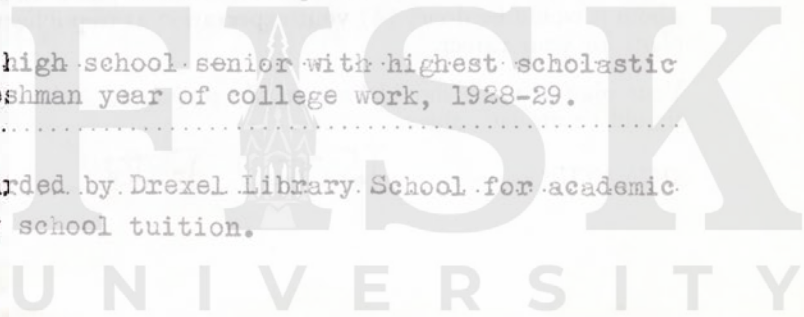 high school senior with highest scholastic
shman year of college work, 1928-29.
rded by Drexel Library School for academic
school tuition.
FISK
UNIVERSITY